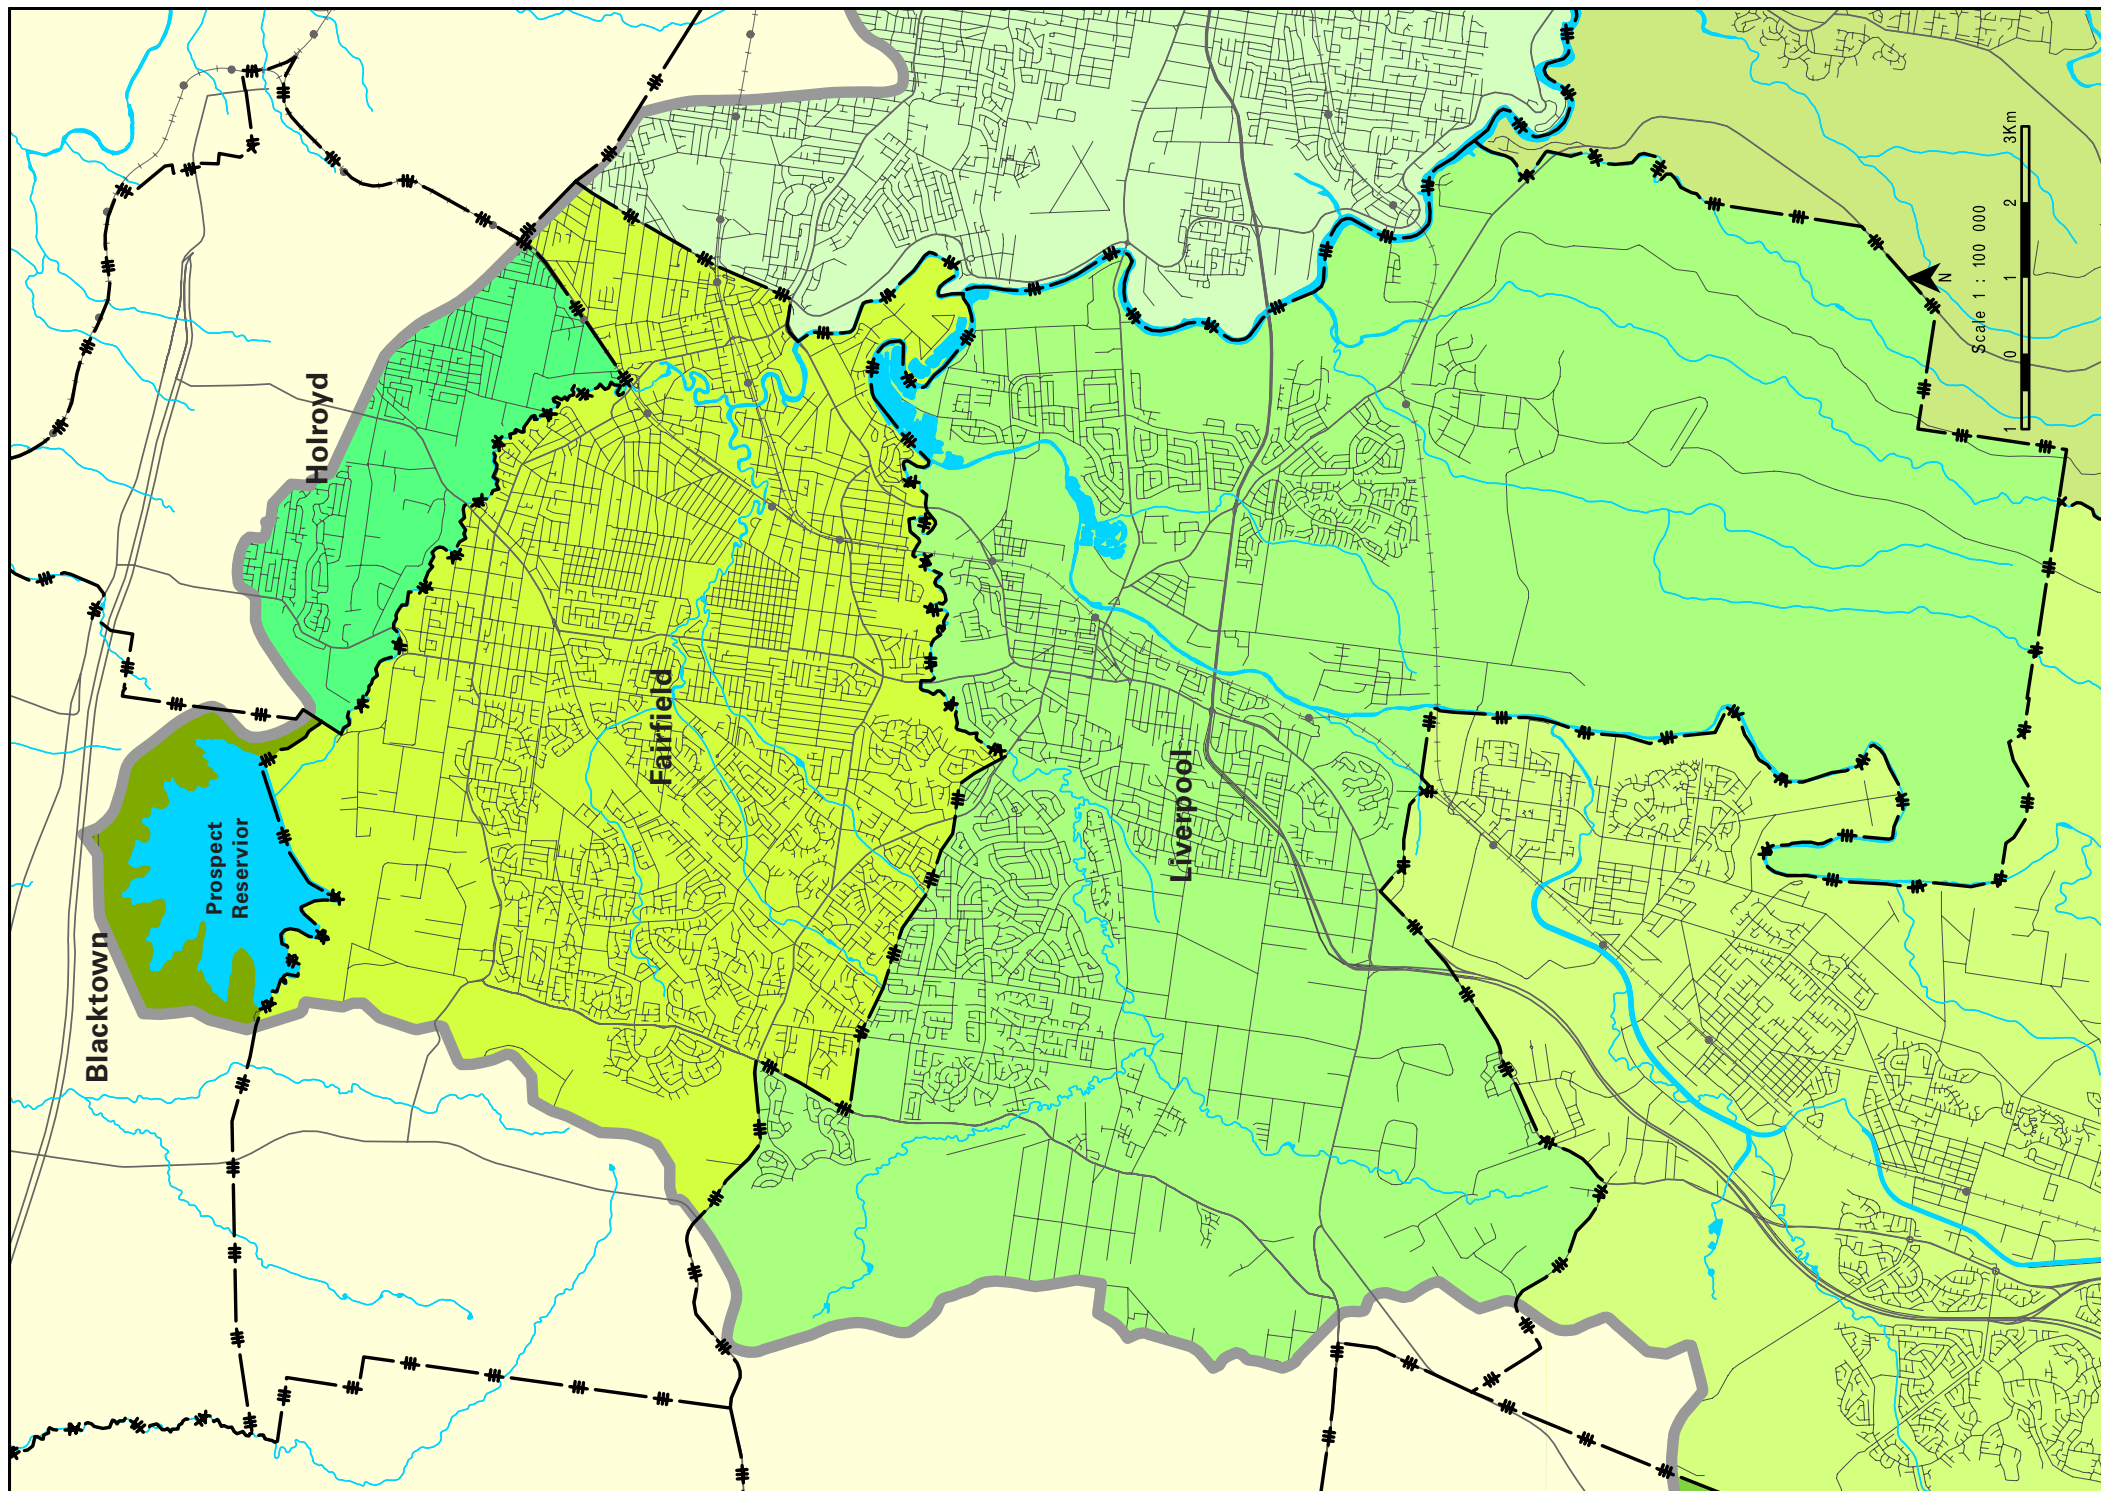 Blacktown
Prospect
Reservior
Holroyd
Fairfield
Liverpool
N
Scale 1 : 100 000
1 0 1 2 3Km